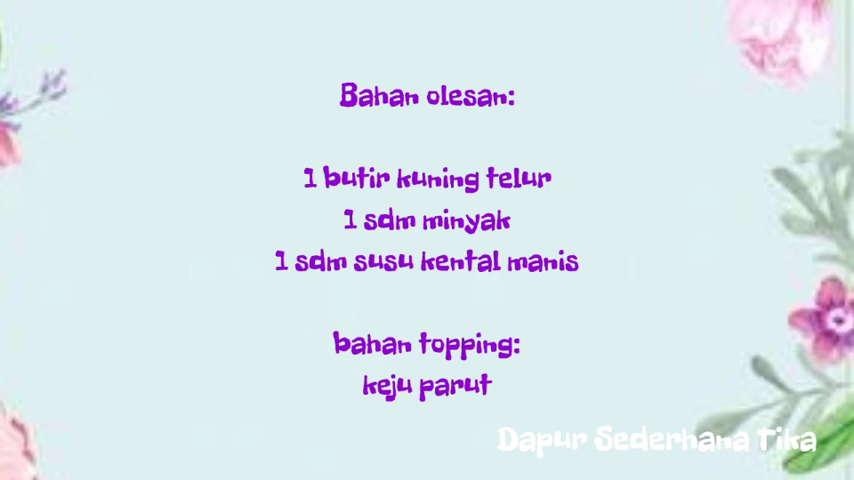 Bahan olesan:
1 butir kuning telur
1 sdm minyak
1 sdm susu kental manis
bahan topping:
keju parut
Dapur Sederhana Tika